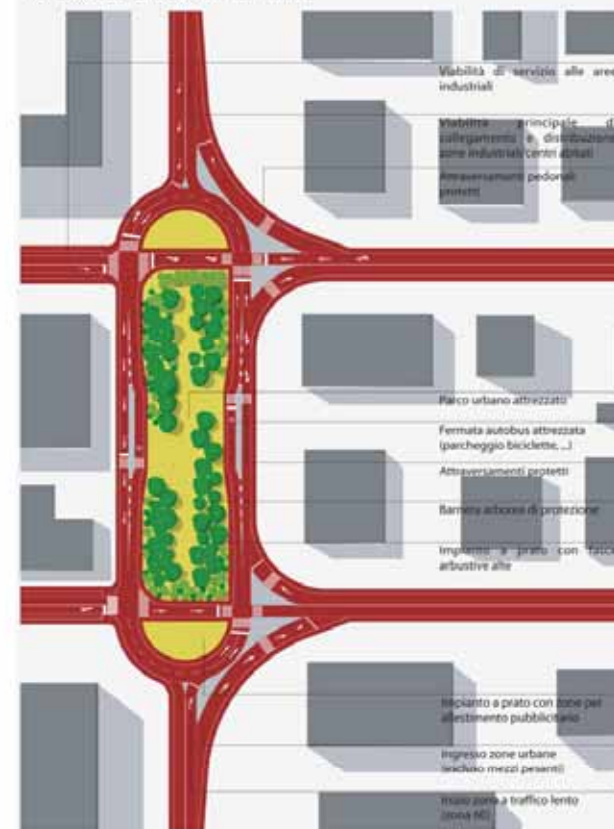 Viabilità di servizio alle aree
industriali
Viabilità principale di
collegamento e distribuzione
zone industriali centri abitati
Attraversamenti pedonali
protetti
Parco urbano attrezzato
Fermata autobus attrezzata
(parcheggio biciclette, ...)
Attraversamenti protetti
Barriera arborea di protezione
Impianto a prato con fasce
arbustive alte
Impianto a prato con zone per
allestimento pubblicitario
Ingresso zone urbane
(escluso mezzi pesanti)
Inizio zona a traffico lento
(zona 60)